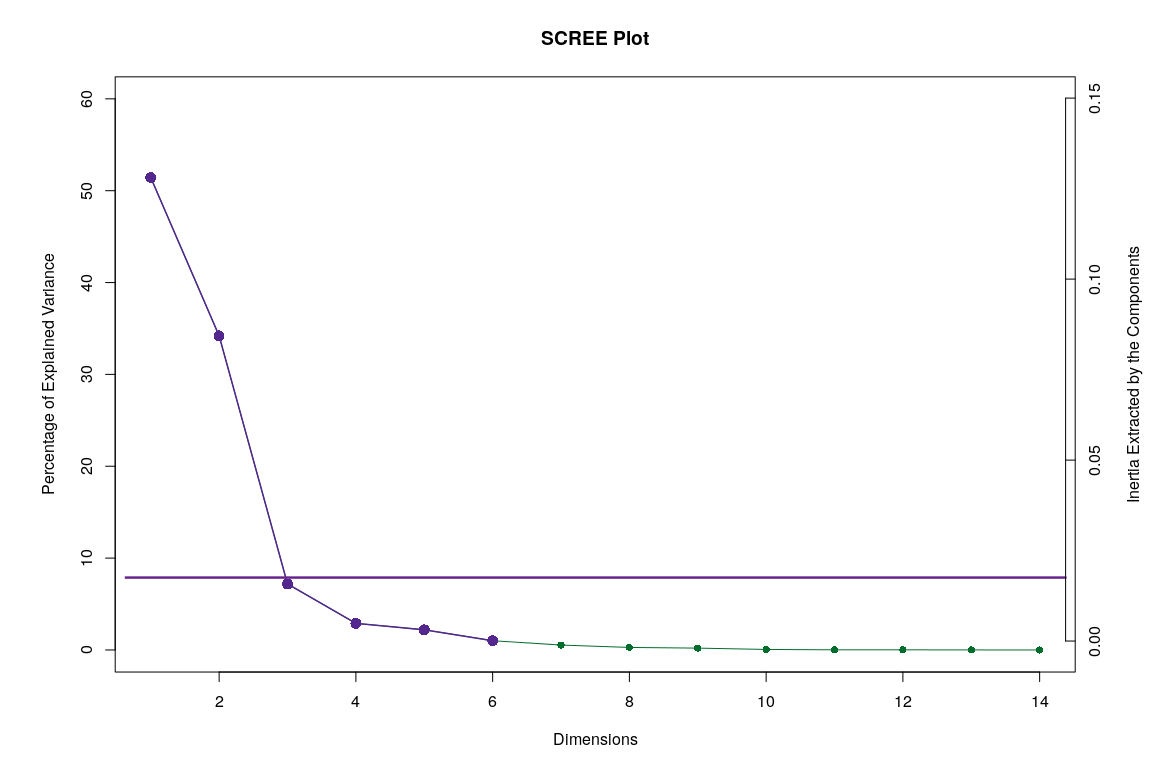 SCREE Plot
Percentage of Explained Variance
60
50
40
30
20
10
0
0.15
0.10
0.05
0.00
Inertia Extracted by the Components
2 4 6 8 10 12 14
Dimensions